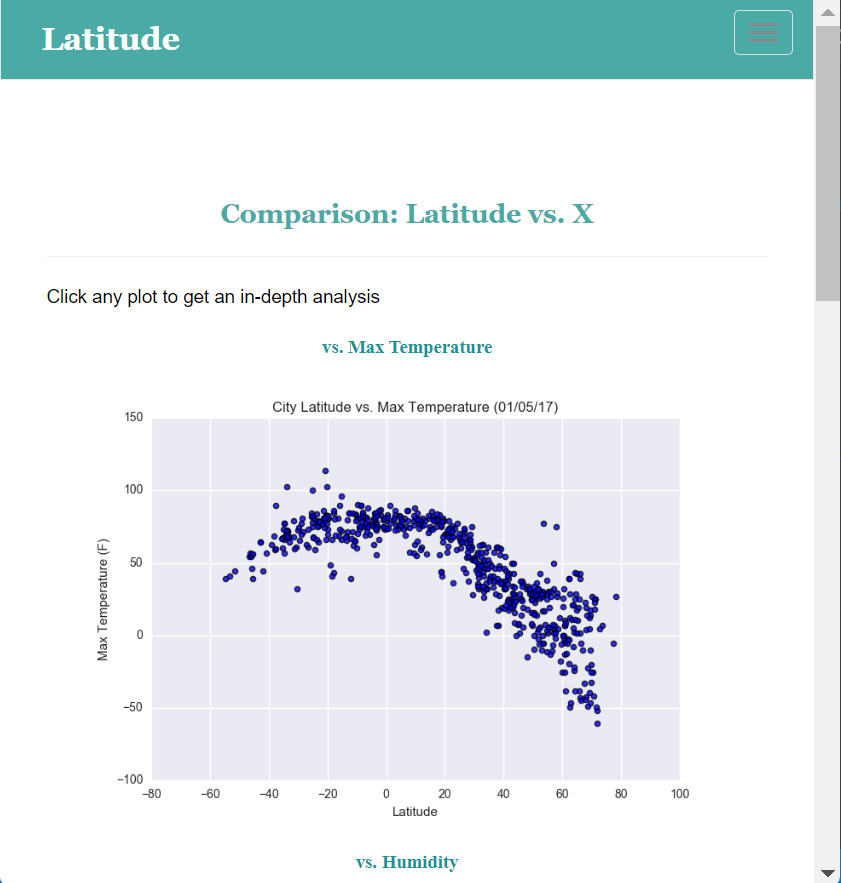 Latitude
Comparison: Latitude vs. X
Click any plot to get an in-depth analysis
vs. Max Temperature
City Latitude vs. Max Temperature (01/05/17)
150
100
50
0
−50
−100
Max Temperature (F)
−80 −60 −40 −20 0 20 40 60 80 100
Latitude
vs. Humidity